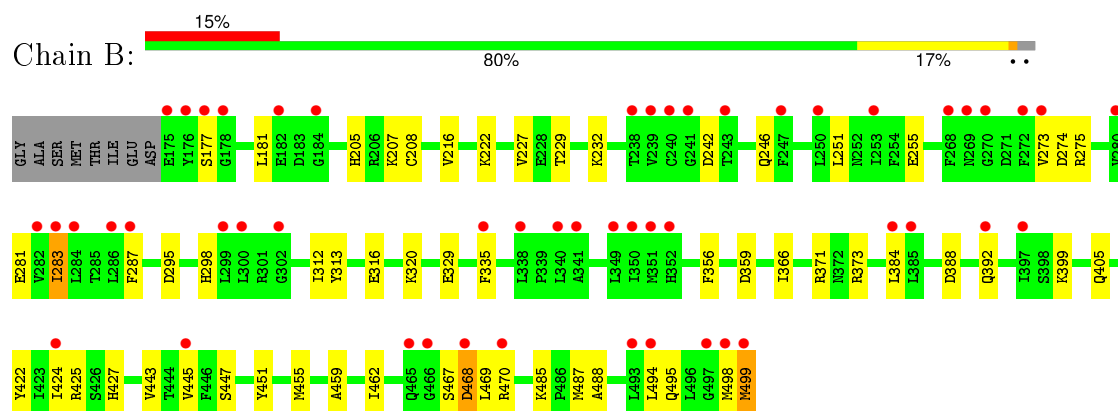 15%
Chain B:
80% 17% • •
GLY ALA SER MET THR ILE GLU ASP E175 Y176 S177 G178 L181 E182 D183 G184 H205 R206 K207 C208 V216 K222 V227 E228 T229 K232 T238 V239 C240 G241 D242 T243 Q246 F247 L250 L251 N252 I253 F254 R255 F268 N269 G270 D271 F272 V273 D274 R275
E281 V282 I283 L284 T285 L286 F287 D295 H298 L299 L300 R301 G302 I312 Y313 E316 K320 E329 F335 L338 P339 L340 A341 L349 I350 M351 H352 F356 D359 I366 R371 N372 R373 L384 L385 D388 Q392 I397 S398 K399 Q405
Y422 I423 I424 R425 S426 H427 V443 T444 V445 F446 S447 Y451 M455 A459 I462 Q465 G466 S467 D468 L469 R470 K485 P486 M487 A488 L493 L494 Q495 L496 G497 M498 M499